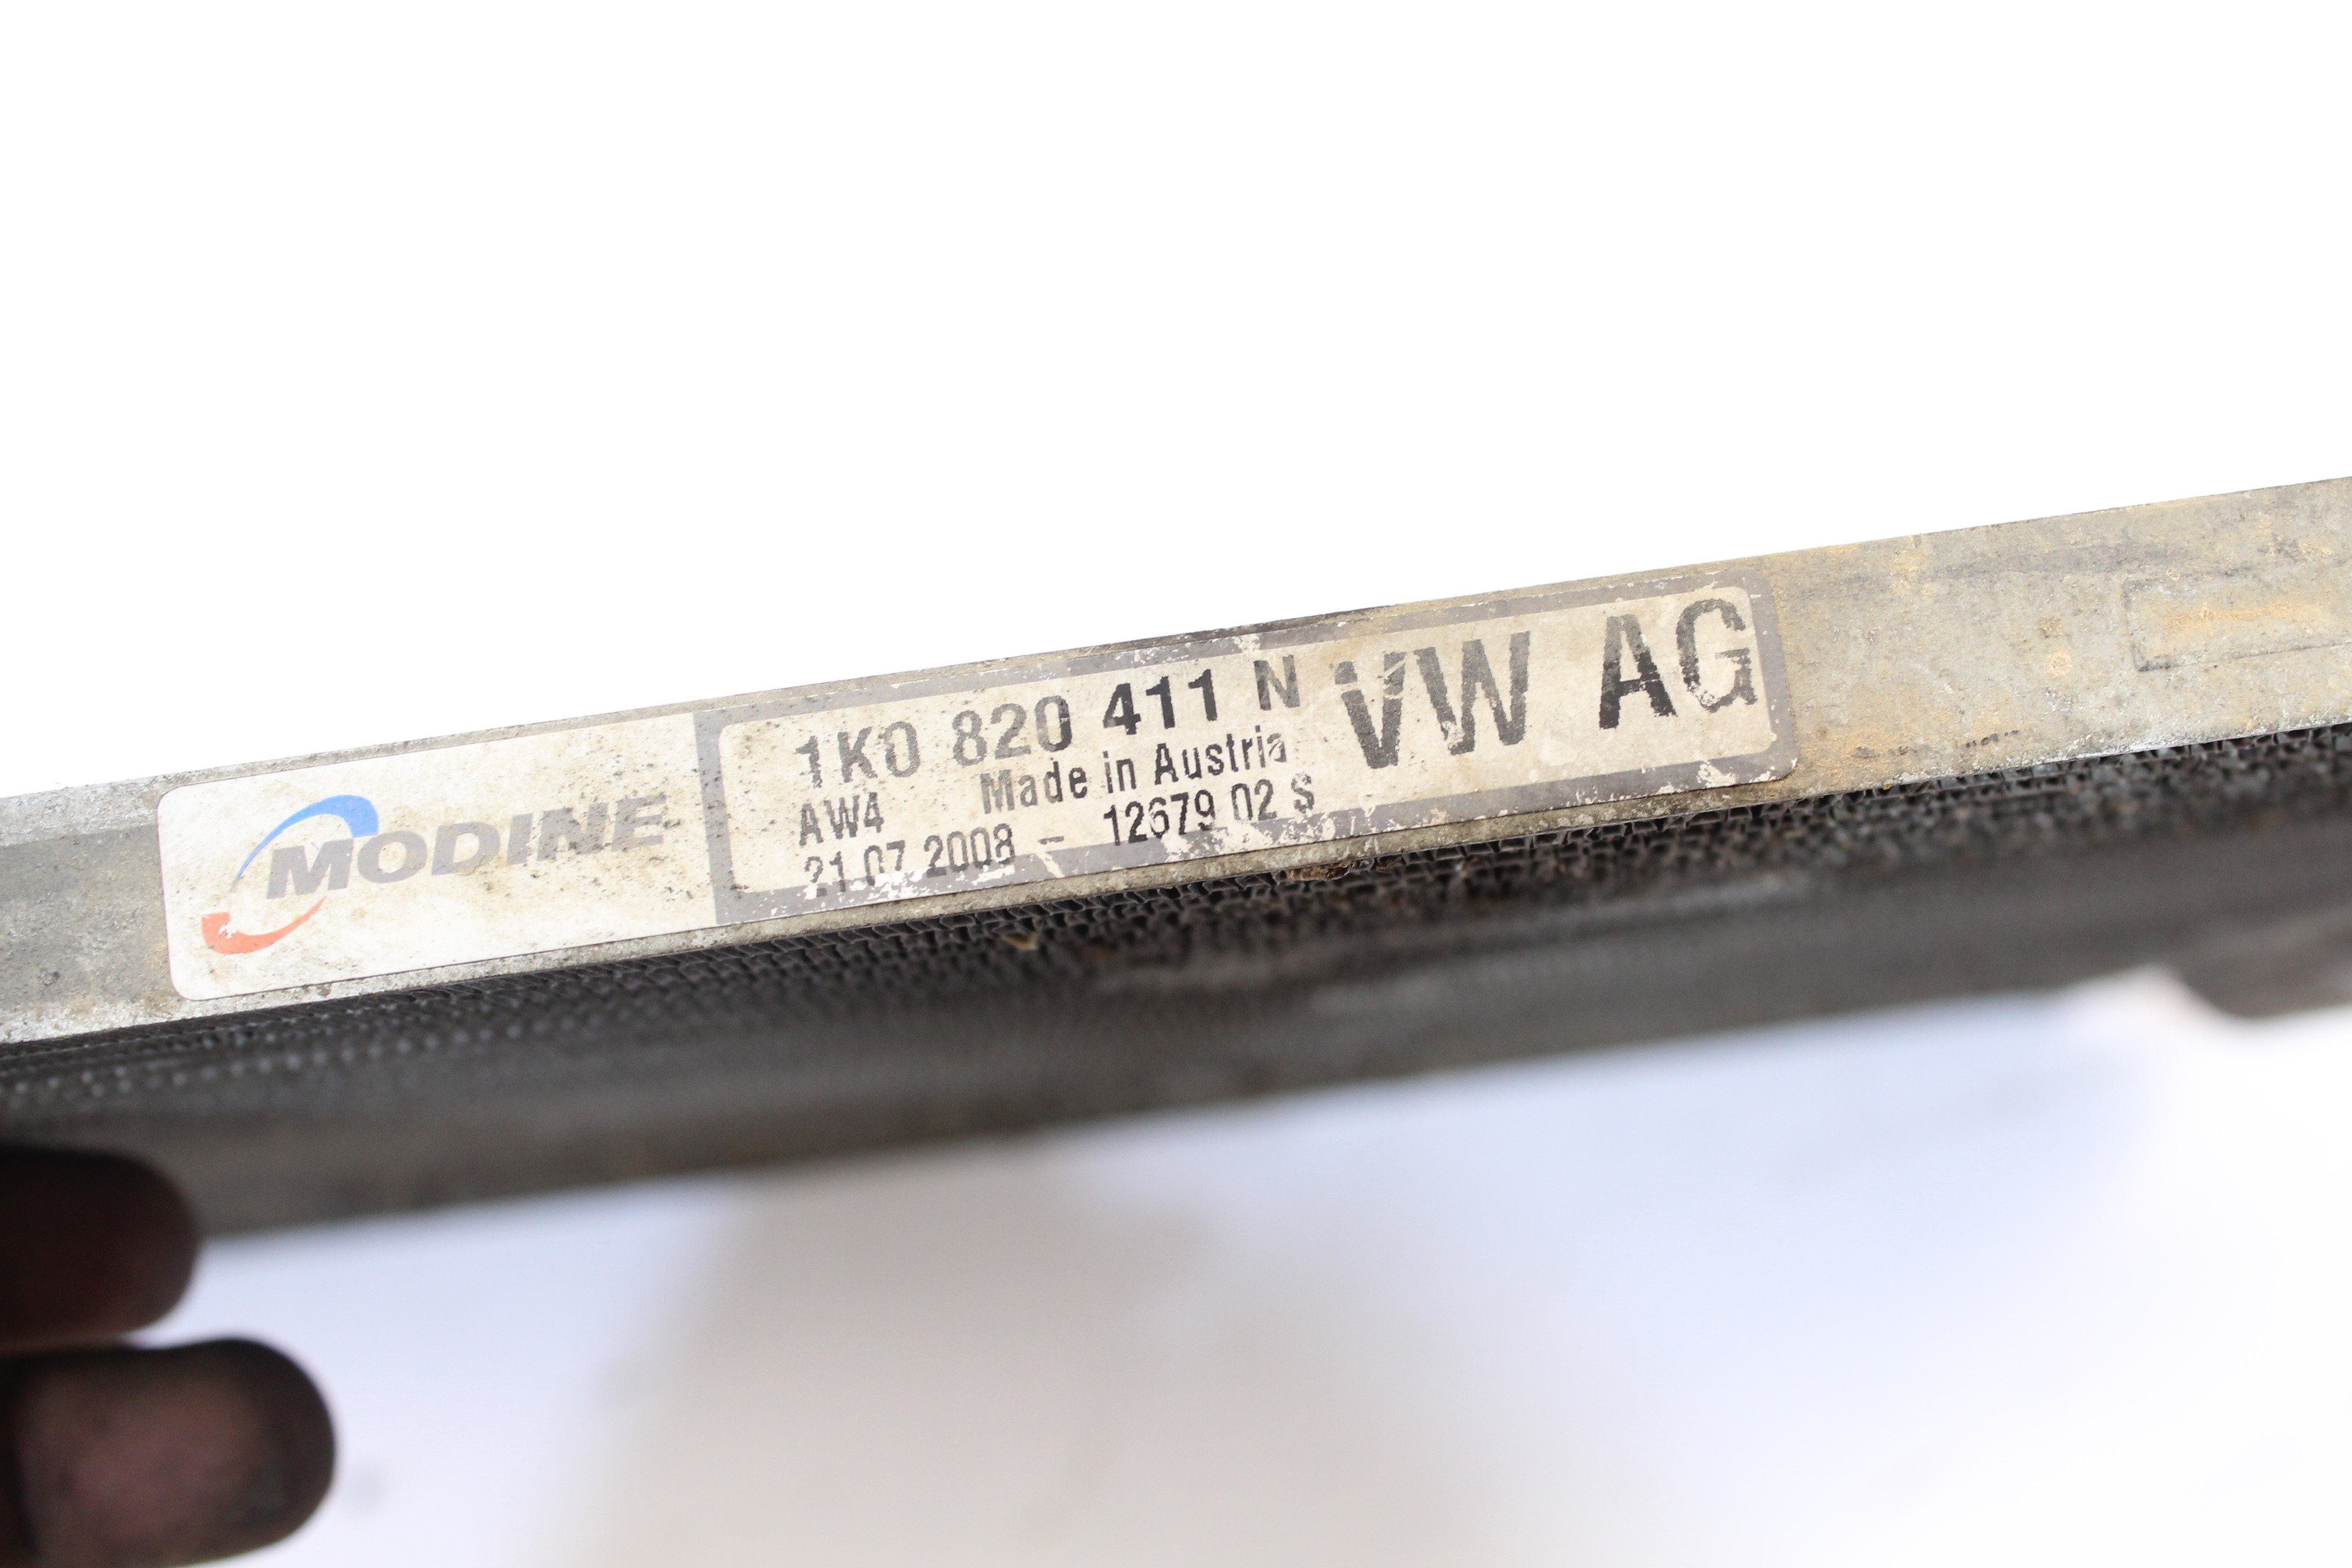 MODINE
1K0 820 411 N VW AG
AW4 Made in Austria
21.07.2008 - 12679 02 S